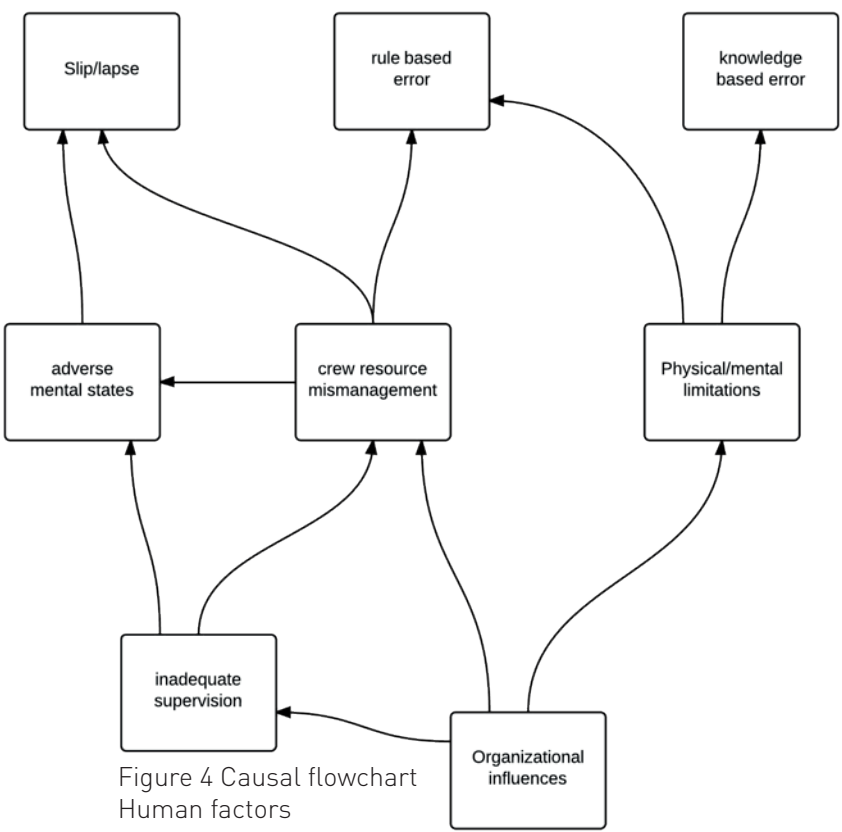 Slip/lapse
rule based
error
knowledge
based error
adverse
mental states
crew resource
mismanagement
Physical/mental
limitations
inadequate
supervision
Organizational
influences
Figure 4 Causal flowchart
Human factors